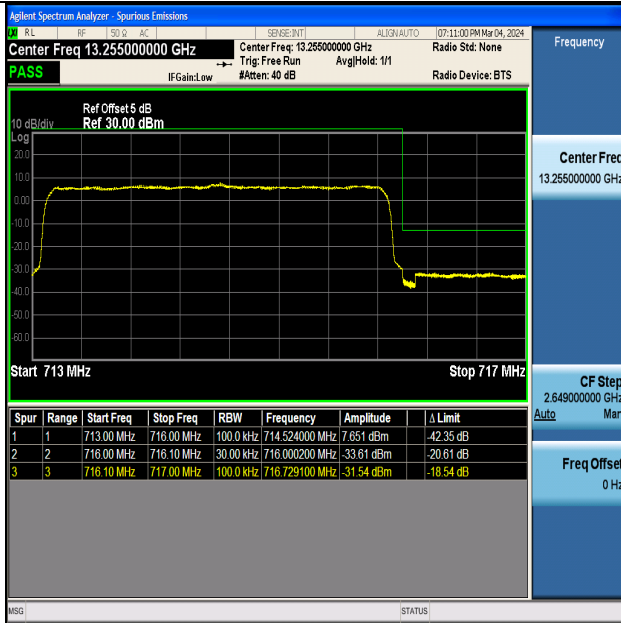 Agilent Spectrum Analyzer - Spurious Emissions
RL RF 50 Ω AC SENSE:INT ALIGN AUTO 07:11:00 PM Mar 04, 2024
Center Freq 13.255000000 GHz
Center Freq: 13.255000000 GHz
Radio Std: None
Trig: Free Run Avg|Hold: 1/1
PASS
IFGain:Low
#Atten: 40 dB
Radio Device: BTS
Frequency
Ref Offset 5 dB
10 dB/div Ref 30.00 dBm
Log
20.0
10.0
0.00
-10.0
-20.0
-30.0
-40.0
-50.0
-60.0
Start 713 MHz Stop 717 MHz
Spur Range Start Freq Stop Freq RBW Frequency Amplitude Δ Limit
1 1 713.00 MHz 716.00 MHz 100.0 kHz 714.524000 MHz 7.651 dBm -42.35 dB
2 2 716.00 MHz 716.10 MHz 30.00 kHz 716.000200 MHz -33.61 dBm -20.61 dB
3 3 716.10 MHz 717.00 MHz 100.0 kHz 716.729100 MHz -31.54 dBm -18.54 dB
Center Freq
13.255000000 GHz
CF Step
2.649000000 GHz
Auto Man
Freq Offset
0 Hz
MSG STATUS